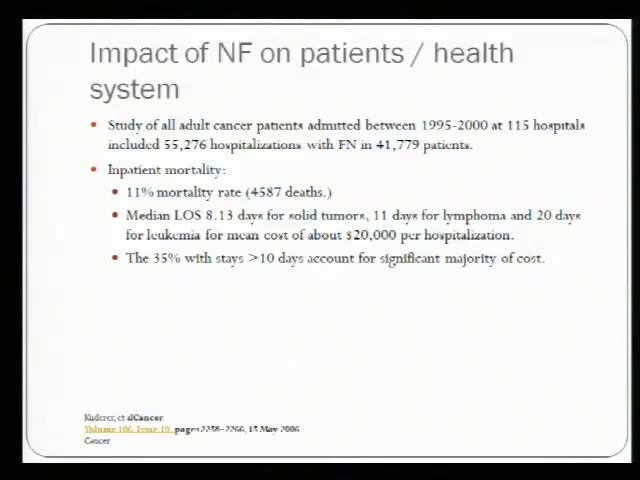 Impact of NF on patients / health
system
• Study of all adult cancer patients admitted between 1995-2000 at 115 hospitals
included 55,276 hospitalizations with FN in 41,779 patients.
• Inpatient mortality:
• 11% mortality rate (4587 deaths.)
• Median LOS 8.13 days for solid tumors, 11 days for lymphoma and 20 days
for leukemia for mean cost of about $20,000 per hospitalization.
• The 35% with stays >10 days account for significant majority of cost.
Kuderer, et alCancer
Volume 106, Issue 10, pages 2258–2266, 15 May 2006
Cancer